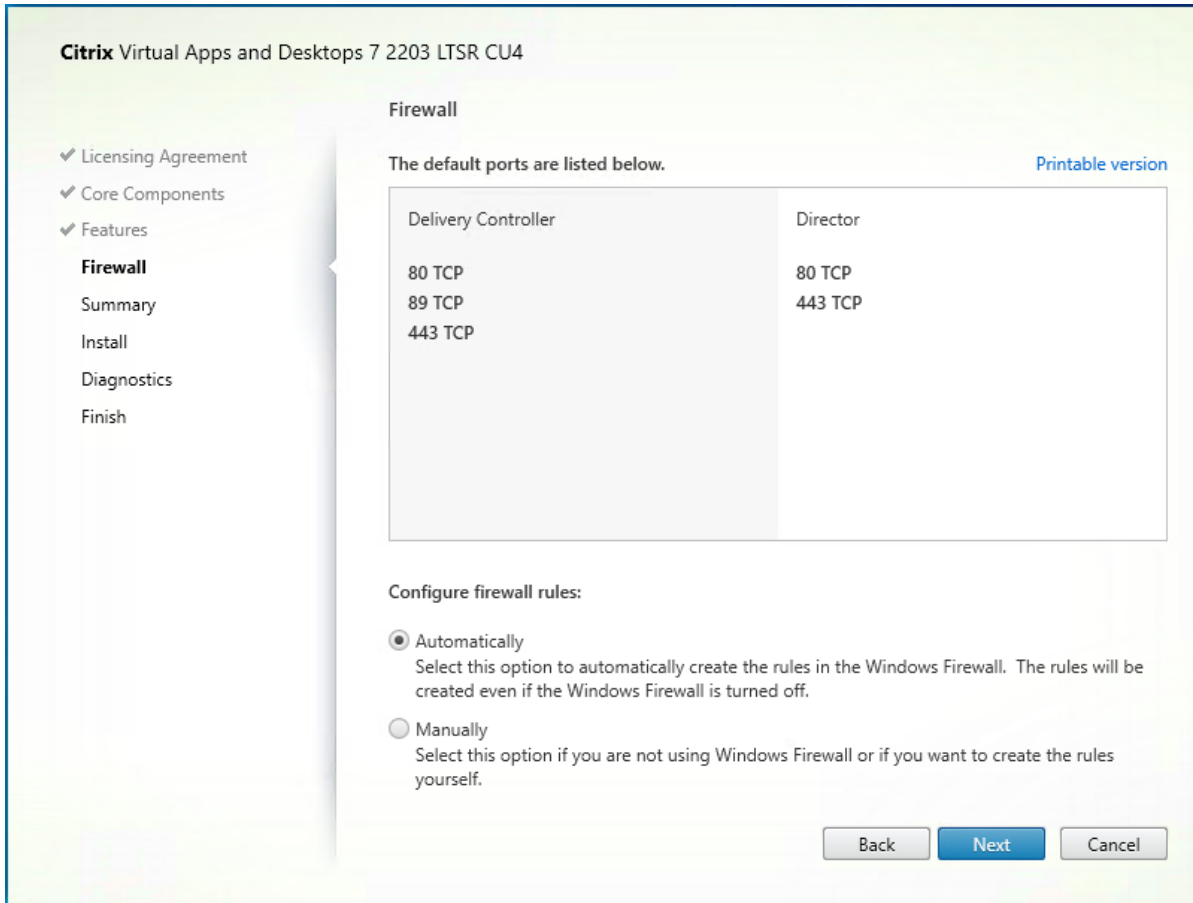 Citrix Virtual Apps and Desktops 7 2203 LTSR CU4
Licensing Agreement
Core Components
Features
Firewall
Summary
Install
Diagnostics
Finish
Firewall
The default ports are listed below.
Printable version
Delivery Controller
80 TCP
89 TCP
443 TCP
Director
80 TCP
443 TCP
Configure firewall rules:
Automatically
Select this option to automatically create the rules in the Windows Firewall. The rules will be
created even if the Windows Firewall is turned off.
Manually
Select this option if you are not using Windows Firewall or if you want to create the rules
yourself.
Back
Next
Cancel